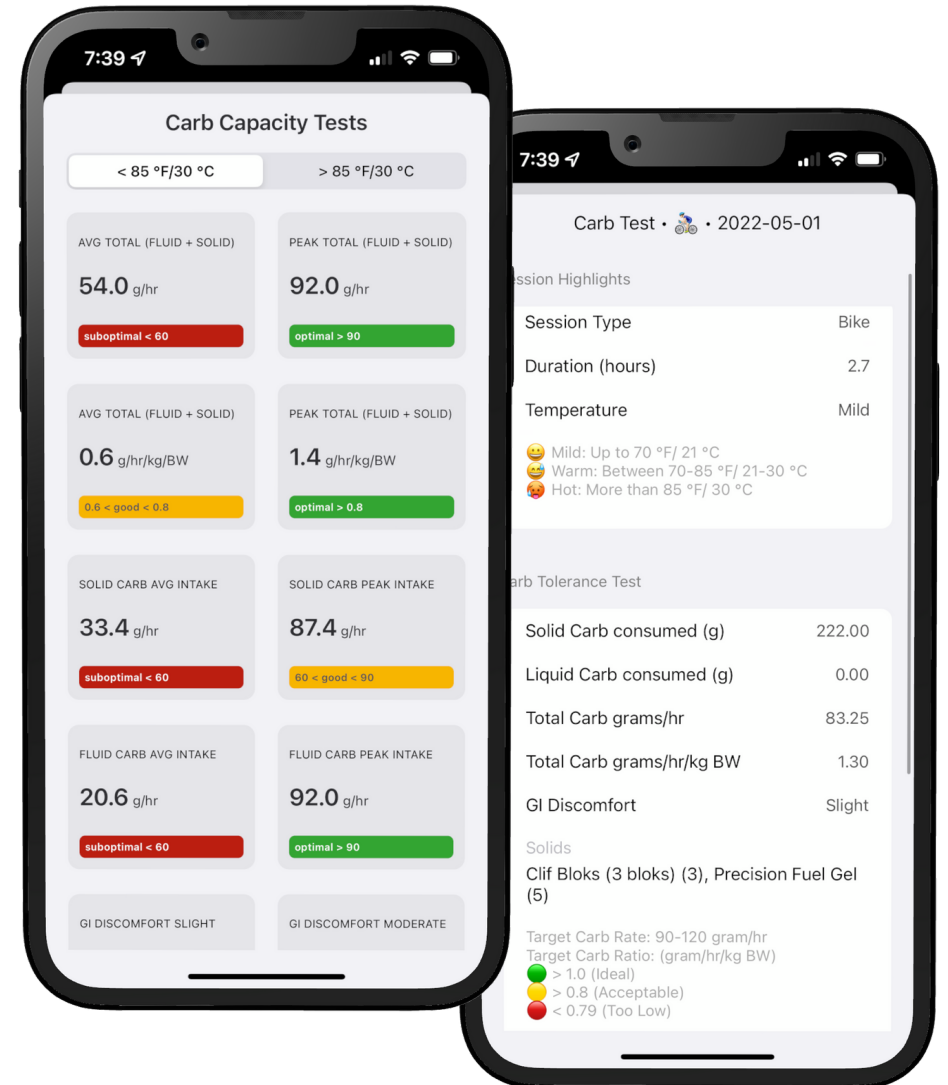 7:39
Carb Capacity Tests
< 85 °F/30 °C
> 85 °F/30 °C
AVG TOTAL (FLUID + SOLID)
54.0 g/hr
suboptimal < 60
PEAK TOTAL (FLUID + SOLID)
92.0 g/hr
optimal > 90
AVG TOTAL (FLUID + SOLID)
0.6 g/hr/kg/BW
0.6 < good < 0.8
PEAK TOTAL (FLUID + SOLID)
1.4 g/hr/kg/BW
optimal > 0.8
SOLID CARB AVG INTAKE
33.4 g/hr
suboptimal < 60
SOLID CARB PEAK INTAKE
87.4 g/hr
60 < good < 90
FLUID CARB AVG INTAKE
20.6 g/hr
suboptimal < 60
FLUID CARB PEAK INTAKE
92.0 g/hr
optimal > 90
GI DISCOMFORT SLIGHT
GI DISCOMFORT MODERATE
7:39
Carb Test • 🚴 • 2022-05-01
ssion Highlights
Session Type Bike
Duration (hours) 2.7
Temperature Mild
😀 Mild: Up to 70 °F/ 21 °C
😅 Warm: Between 70-85 °F/ 21-30 °C
🥵 Hot: More than 85 °F/ 30 °C
arb Tolerance Test
Solid Carb consumed (g) 222.00
Liquid Carb consumed (g) 0.00
Total Carb grams/hr 83.25
Total Carb grams/hr/kg BW 1.30
GI Discomfort Slight
Solids
Clif Bloks (3 bloks) (3), Precision Fuel Gel
(5)
Target Carb Rate: 90-120 gram/hr
Target Carb Ratio: (gram/hr/kg BW)
🟢 > 1.0 (Ideal)
🟡 > 0.8 (Acceptable)
🔴 < 0.79 (Too Low)